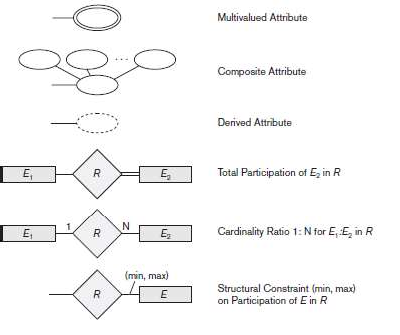 Multivalued Attribute
...
Composite Attribute
Derived Attribute
E₁ R E₂ Total Participation of E₂ in R
E₁ 1 R N E₂ Cardinality Ratio 1: N for E₁:E₂ in R
(min, max)
R E Structural Constraint (min, max)
on Participation of E in R